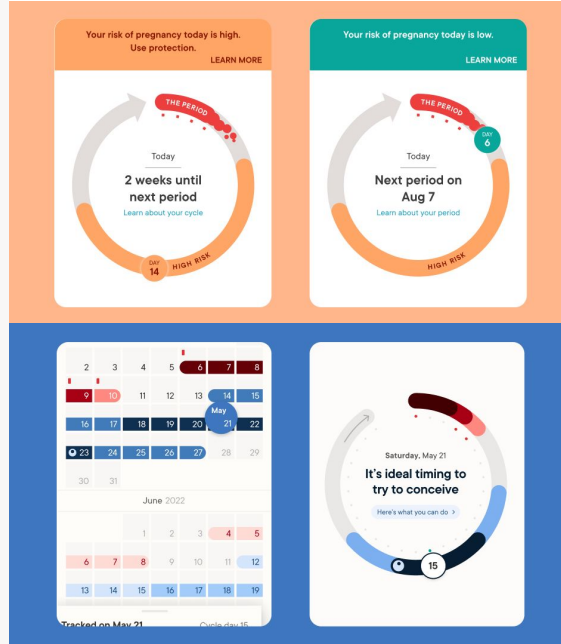 Your risk of pregnancy today is high.
Use protection.
LEARN MORE
THE PERIOD
Today
2 weeks until
next period
Learn about your cycle
DAY
14
HIGH RISK
Your risk of pregnancy today is low.
LEARN MORE
THE PERIOD
DAY
6
Today
Next period on
Aug 7
Learn about your period
HIGH RISK
2 3 4 5 6 7 8
9 10 11 12 13 14 15
May
16 17 18 19 20 21 22
23 24 25 26 27 28 29
30 31
June 2022
1 2 3 4 5
6 7 8 9 10 11 12
13 14 15 16 17 18 19
Tracked on May 21 Cycle day 15
Saturday, May 21
It's ideal timing to
try to conceive
Here's what you can do >
15